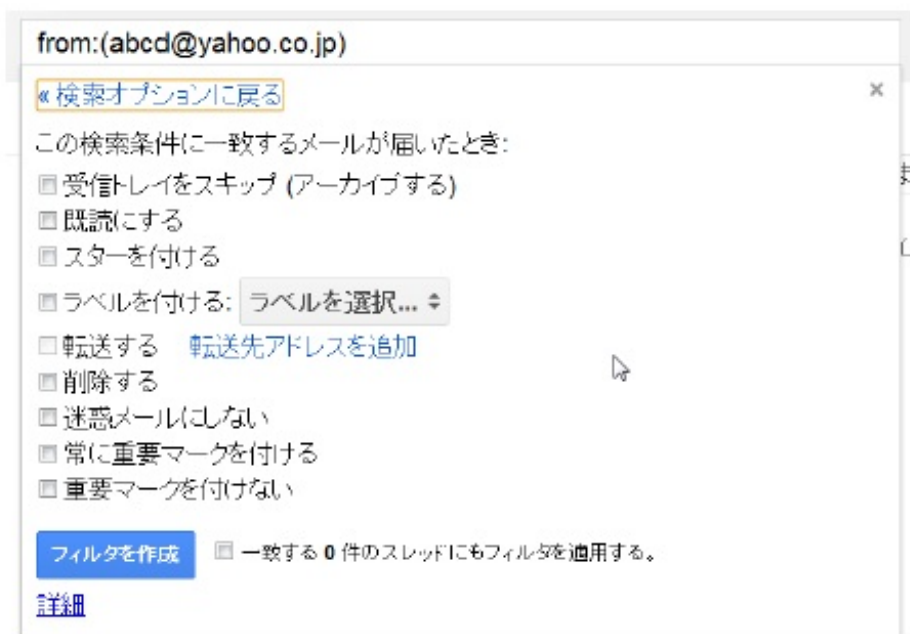 from:(abcd@yahoo.co.jp)
«検索オプションに戻る
×
この検索条件に一致するメールが届いたとき:
受信トレイをスキップ (アーカイブする)
既読にする
スターを付ける
ラベルを付ける: ラベルを選択...
転送する 転送先アドレスを追加
削除する
迷惑メールにしない
常に重要マークを付ける
重要マークを付けない
フィルタを作成 一致する 0 件のスレッドにもフィルタを適用する。
詳細